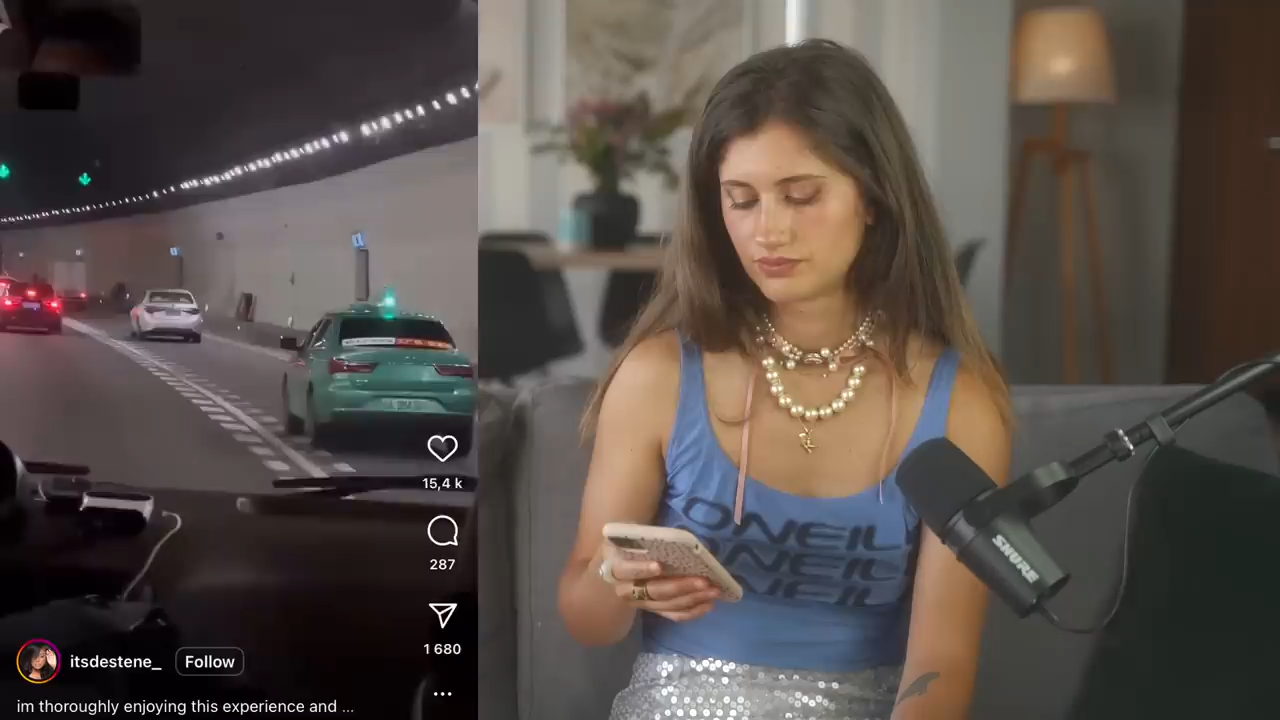 15,4 k
287
1 680
itsdestene_
Follow
im thoroughly enjoying this experience and ...
ONEILL
ONEILL
ONEILL
SHURE